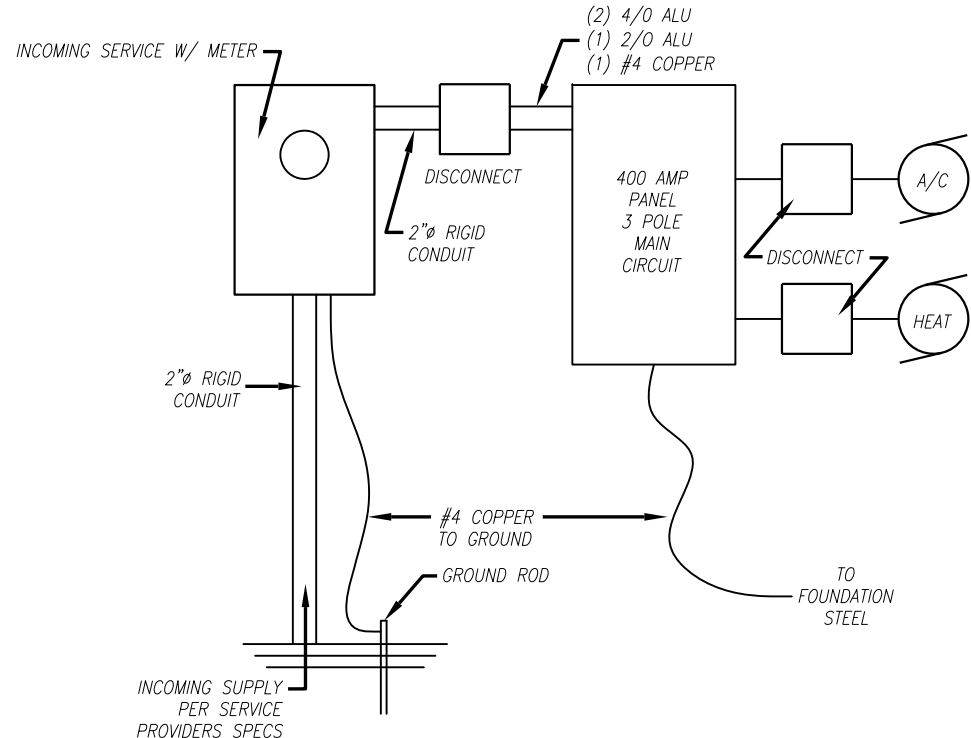 (2) 4/0 ALU
(1) 2/0 ALU
(1) #4 COPPER
INCOMING SERVICE W/ METER
DISCONNECT
2"ø RIGID
CONDUIT
400 AMP
PANEL
3 POLE
MAIN
CIRCUIT
A/C
DISCONNECT
HEAT
2"ø RIGID
CONDUIT
#4 COPPER
TO GROUND
GROUND ROD
TO
FOUNDATION
STEEL
INCOMING SUPPLY
PER SERVICE
PROVIDERS SPECS